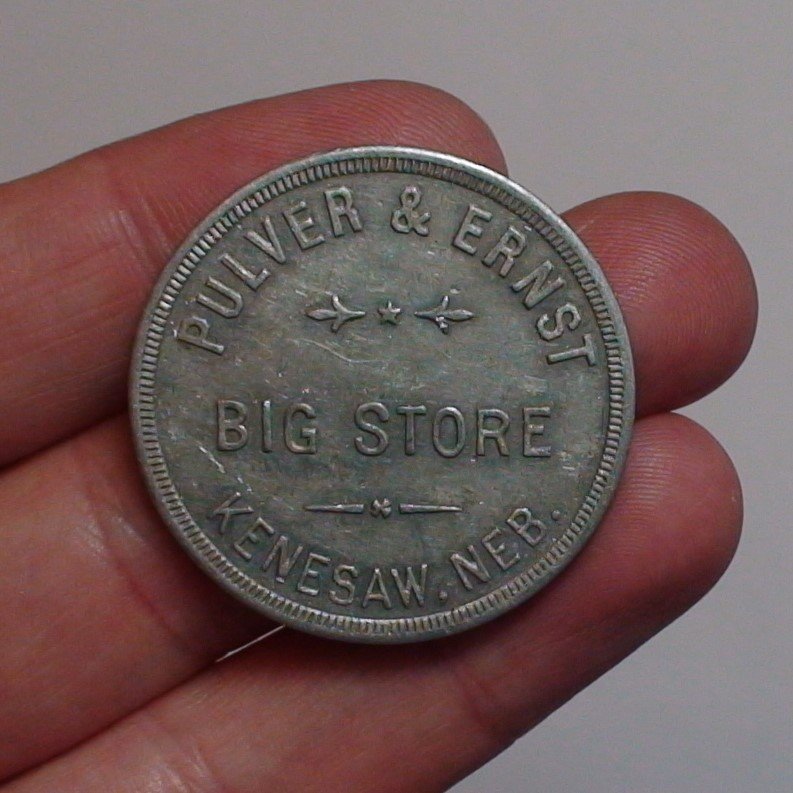 PULVER & ERNST
BIG STORE
KENESAW, NEB.